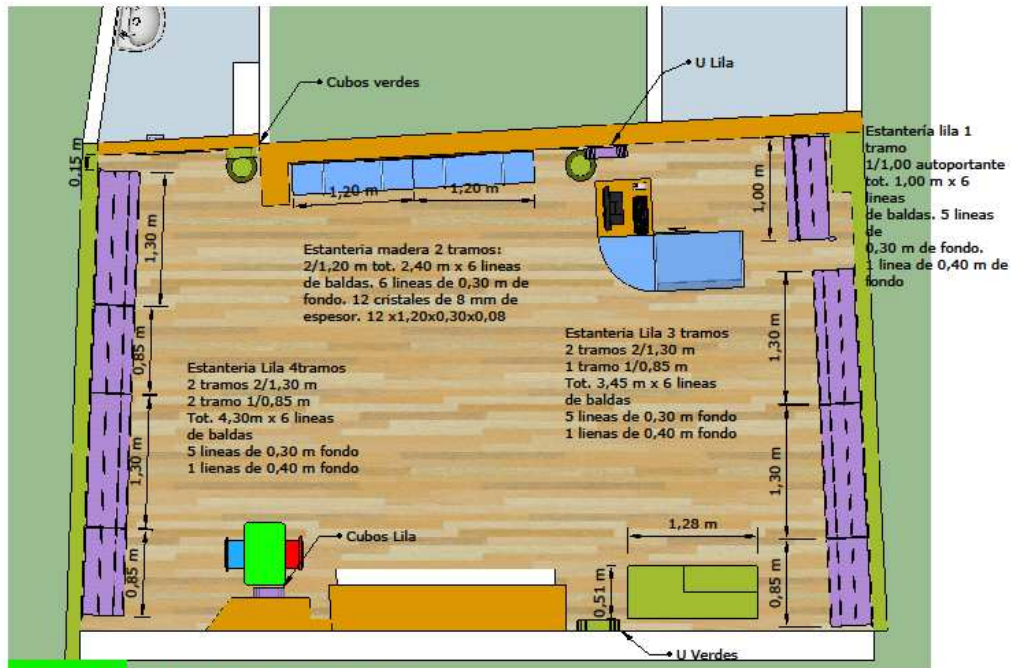 Cubos verdes
U Lila
Estantería lila 1
tramo
1/1,00 autoportante
tot. 1,00 m x 6
lineas
de baldas. 5 lineas
de
0,30 m de fondo.
1 linea de 0,40 m de
fondo
0,15 m
1,30 m
0,85 m
1,30 m
0,85 m
1,20 m
1,20 m
1,00 m
Estanteria madera 2 tramos:
2/1,20 m tot. 2,40 m x 6 lineas
de baldas. 6 lineas de 0,30 m de
fondo. 12 cristales de 8 mm de
espesor. 12 x1,20x0,30x0,08
Estanteria Lila 3 tramos
2 tramos 2/1,30 m
1 tramo 1/0,85 m
Tot. 3,45 m x 6 lineas
de baldas
5 lineas de 0,30 m fondo
1 lienas de 0,40 m fondo
Estanteria Lila 4tramos
2 tramos 2/1,30 m
2 tramo 1/0,85 m
Tot. 4,30m x 6 lineas
de baldas
5 lineas de 0,30 m fondo
1 lienas de 0,40 m fondo
1,30 m
1,30 m
0,85 m
Cubos Lila
1,28 m
0,51 m
U Verdes